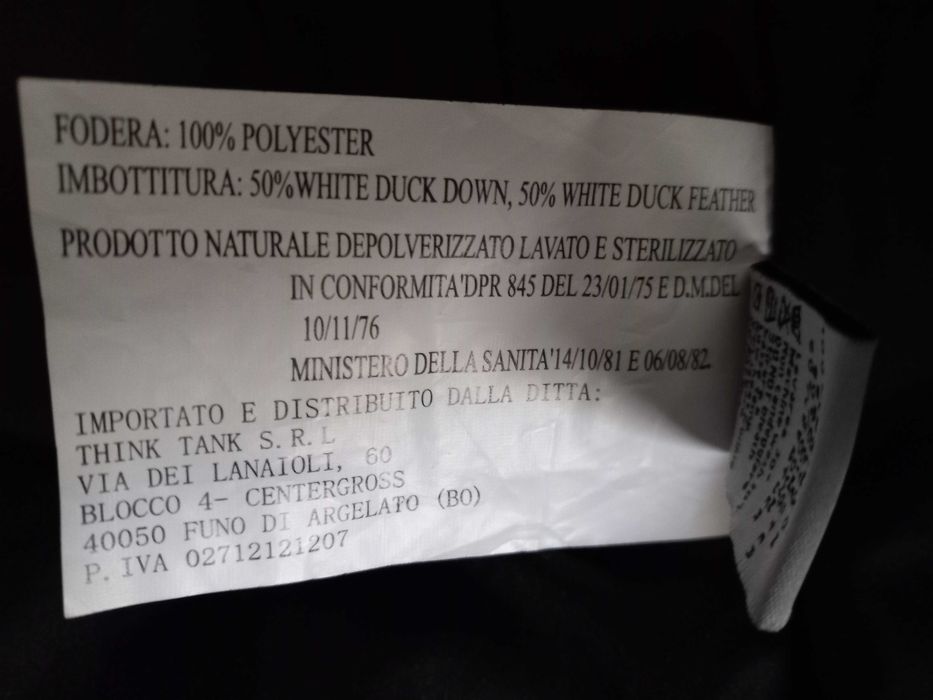 FODERA: 100% POLYESTER
IMBOTTITURA: 50%WHITE DUCK DOWN, 50% WHITE DUCK FEATHER
PRODOTTO NATURALE DEPOLVERIZZATO LAVATO E STERILIZZATO
IN CONFORMITA'DPR 845 DEL 23/01/75 E D.M.DEL
10/11/76
MINISTERO DELLA SANITA'14/10/81 E 06/08/82.
IMPORTATO E DISTRIBUITO DALLA DITTA:
THINK TANK S.R.L
VIA DEI LANAIOLI, 60
BLOCCO 4- CENTERGROSS
40050 FUNO DI ARGELATO (BO)
P. IVA 02712121207